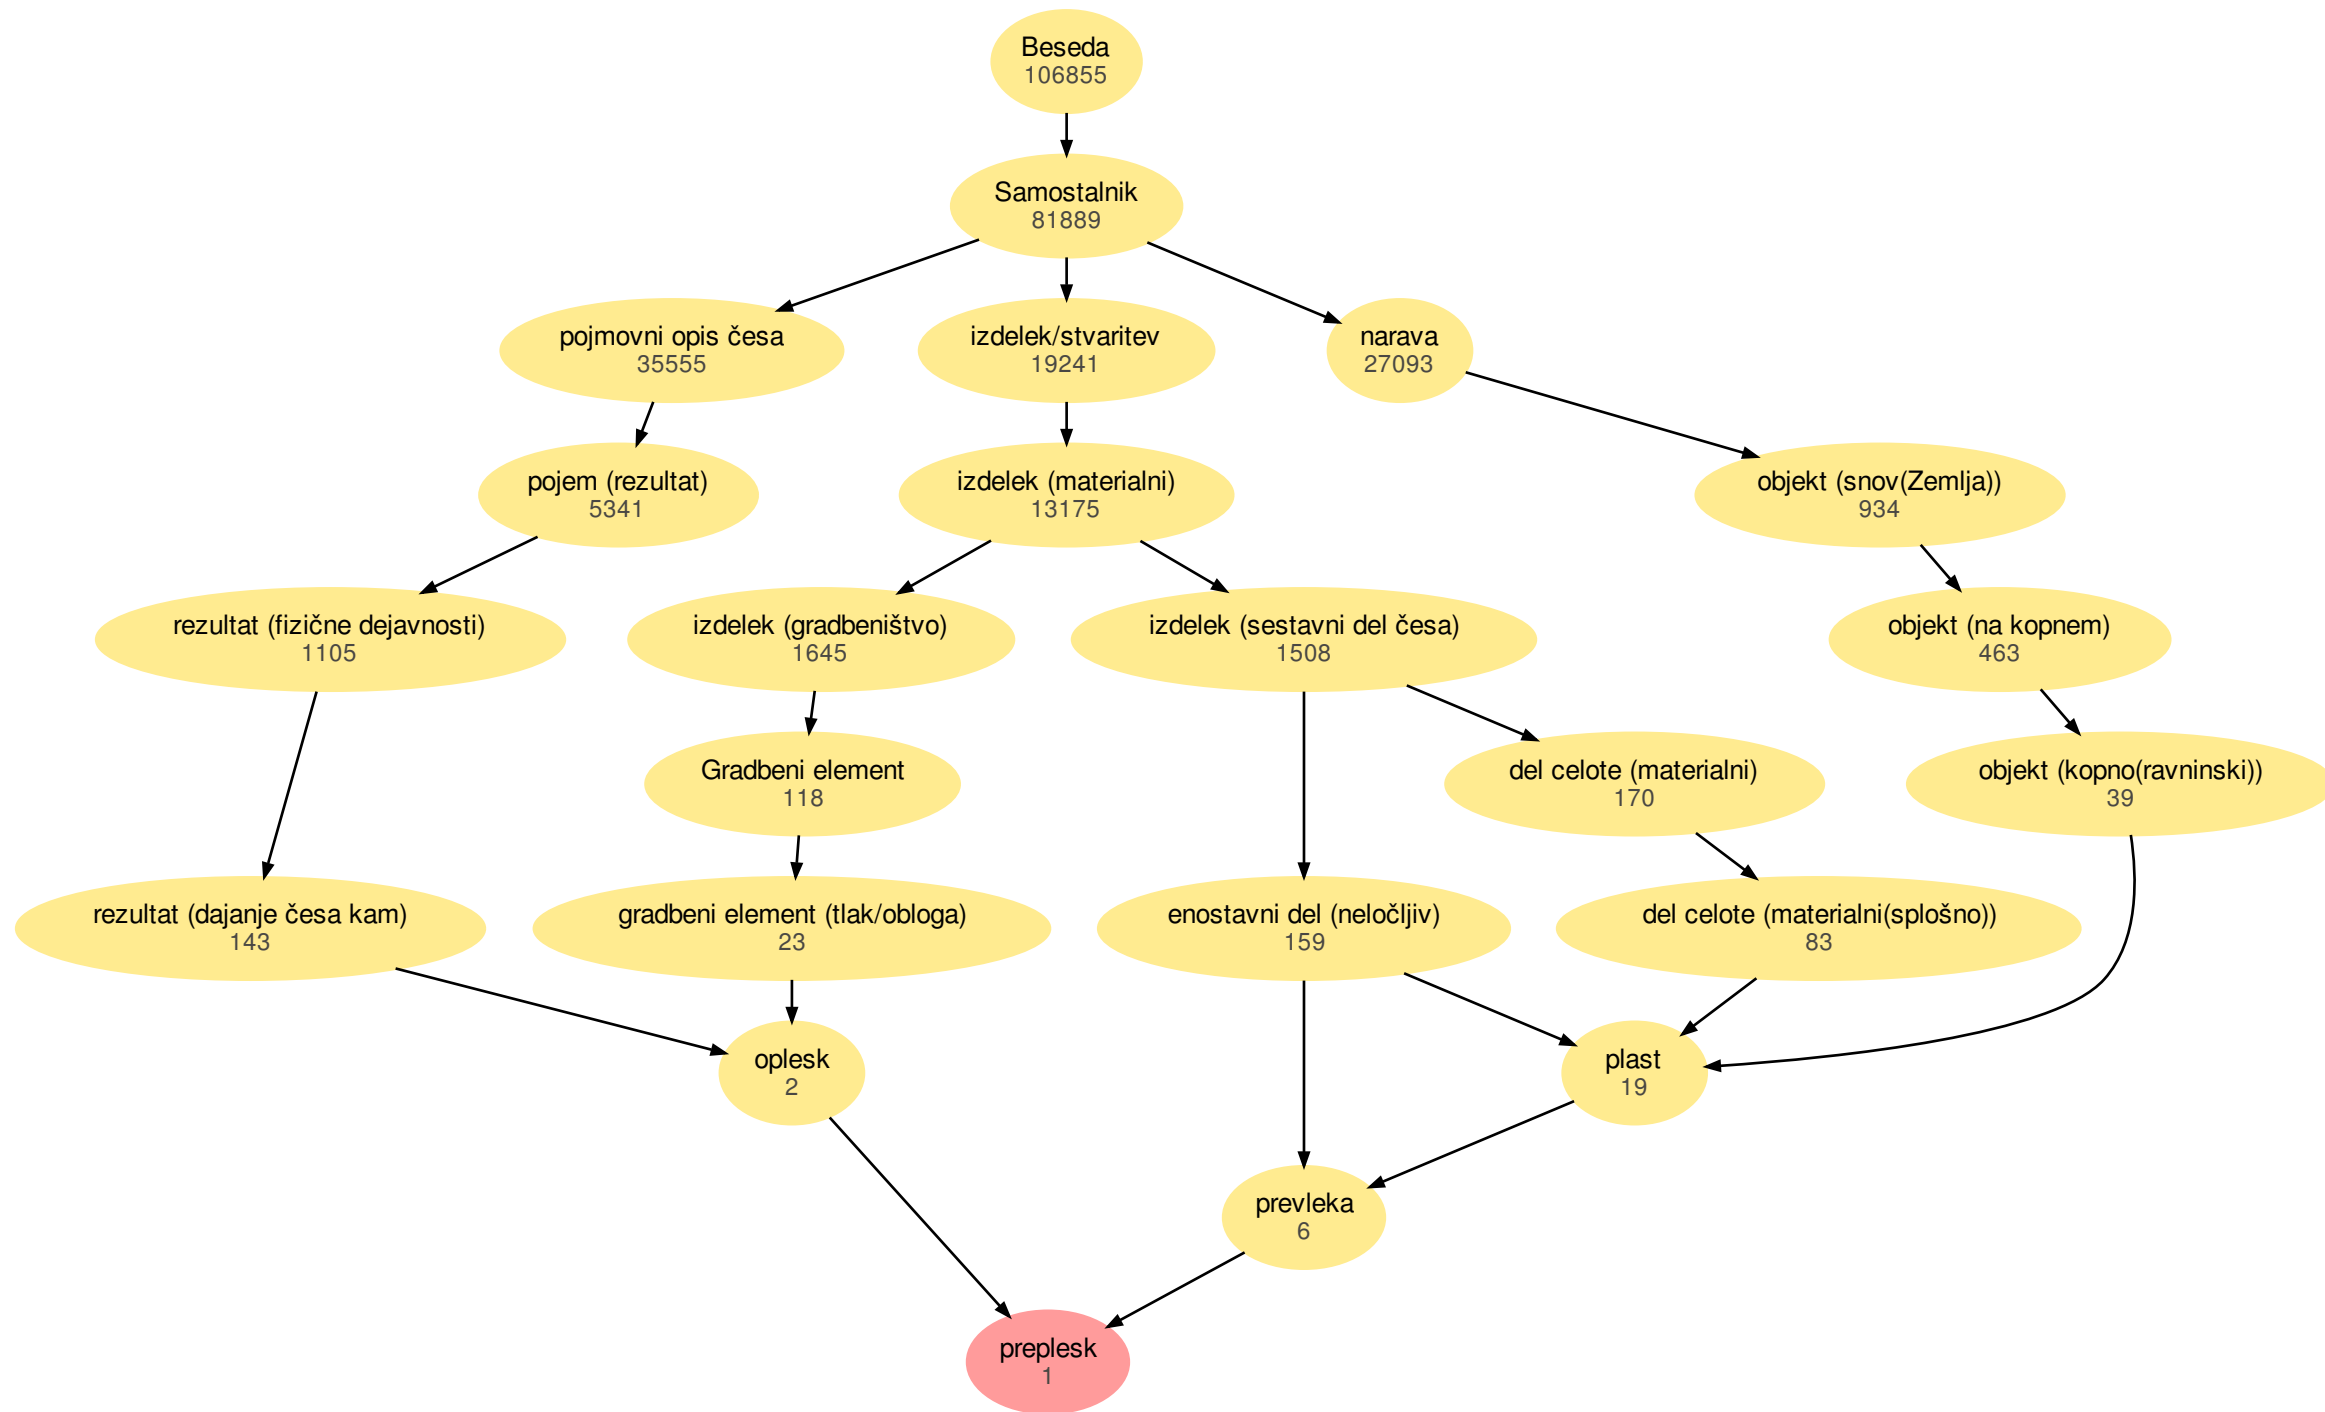 Beseda
106855
Samostalnik
81889
pojmovni opis česa
35555
izdelek/stvaritev
19241
narava
27093
pojem (rezultat)
5341
izdelek (materialni)
13175
objekt (snov(Zemlja))
934
rezultat (fizične dejavnosti)
1105
izdelek (gradbeništvo)
1645
izdelek (sestavni del česa)
1508
objekt (na kopnem)
463
Gradbeni element
118
del celote (materialni)
170
objekt (kopno(ravninski))
39
rezultat (dajanje česa kam)
143
gradbeni element (tlak/obloga)
23
enostavni del (neločljiv)
159
del celote (materialni(splošno))
83
oplesk
2
plast
19
prevleka
6
preplesk
1